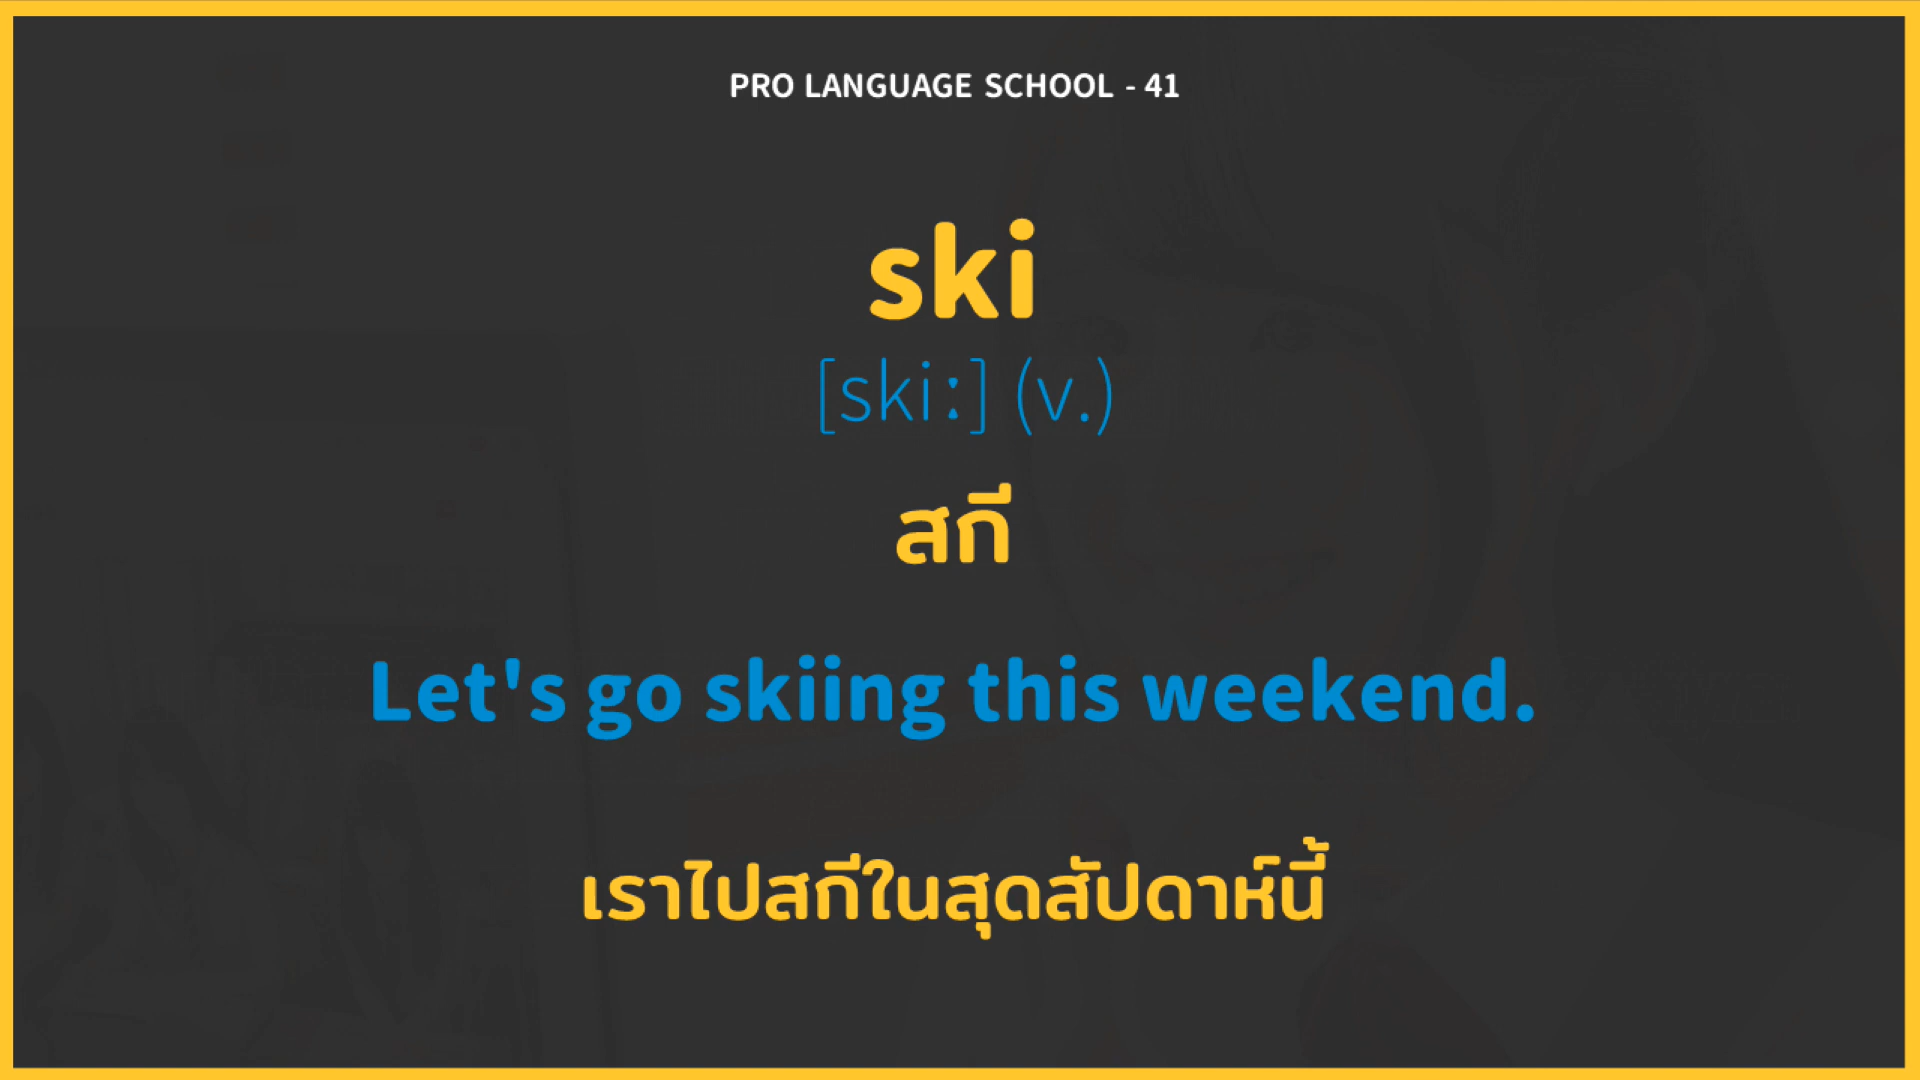 PRO LANGUAGE SCHOOL - 41
ski
[skiː] (v.)
สกี
Let's go skiing this weekend.
เราไปสกีในสุดสัปดาห์นี้